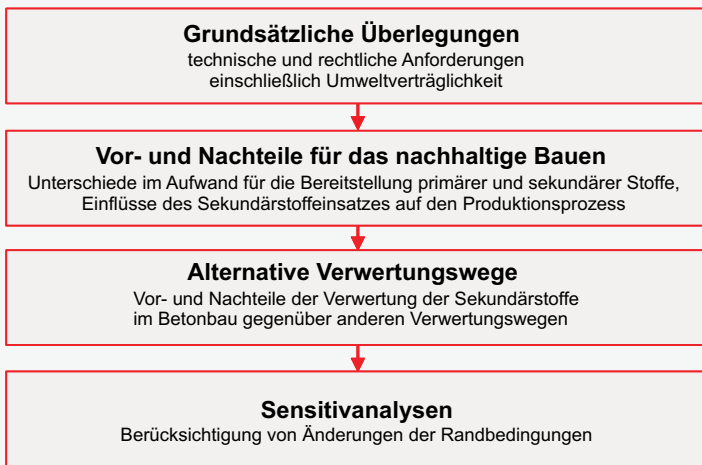 Grundsätzliche Überlegungen
technische und rechtliche Anforderungen
einschließlich Umweltverträglichkeit
Vor- und Nachteile für das nachhaltige Bauen
Unterschiede im Aufwand für die Bereitstellung primärer und sekundärer Stoffe,
Einflüsse des Sekundärstoffeinsatzes auf den Produktionsprozess
Alternative Verwertungswege
Vor- und Nachteile der Verwertung der Sekundärstoffe
im Betonbau gegenüber anderen Verwertungswegen
Sensitivanalysen
Berücksichtigung von Änderungen der Randbedingungen